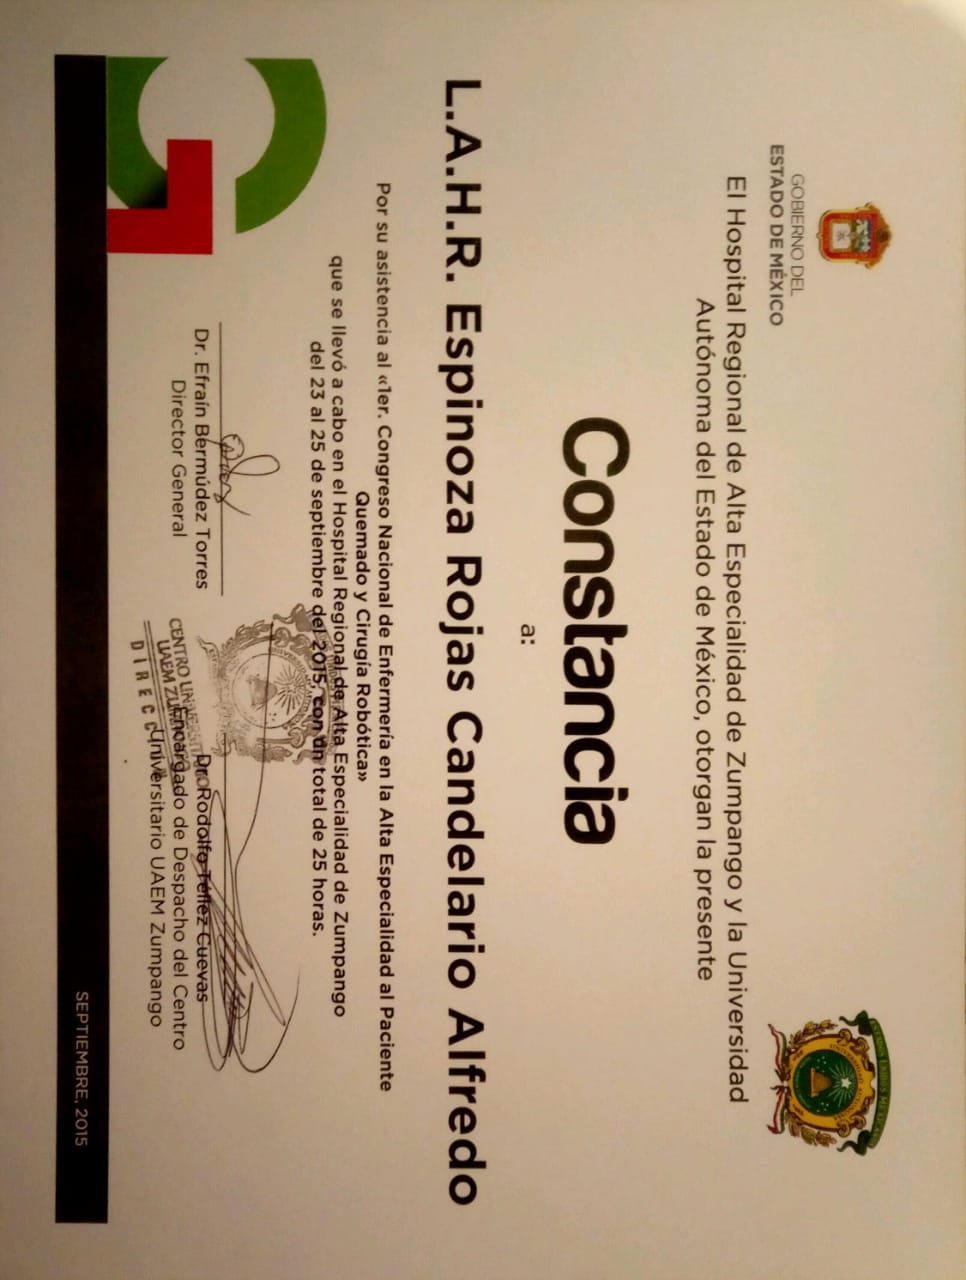 GOBIERNO DEL
ESTADO DE MÉXICO
ESTADOS UNIDOS MEXICANOS
El Hospital Regional de Alta Especialidad de Zumpango y la Universidad
Autónoma del Estado de México, otorgan la presente
Constancia
a:
L.A.H.R. Espinoza Rojas Candelario Alfredo
Por su asistencia al «1er. Congreso Nacional de Enfermería en la Alta Especialidad al Paciente
Quemado y Cirugía Robótica»
que se llevó a cabo en el Hospital Regional de Alta Especialidad de Zumpango
del 23 al 25 de septiembre del 2015, con un total de 25 horas.
Dr. Efraín Bermúdez Torres
Director General
Dr. Rodolfo Téllez Cuevas
Encargado de Despacho del Centro
Universitario UAEM Zumpango
CENTRO UNIVERSITARIO
UAEM ZUMPANGO
DIRECCIÓN
SEPTIEMBRE, 2015